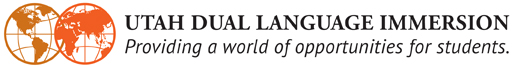 UTAH DUAL LANGUAGE IMMERSION
Providing a world of opportunities for students.